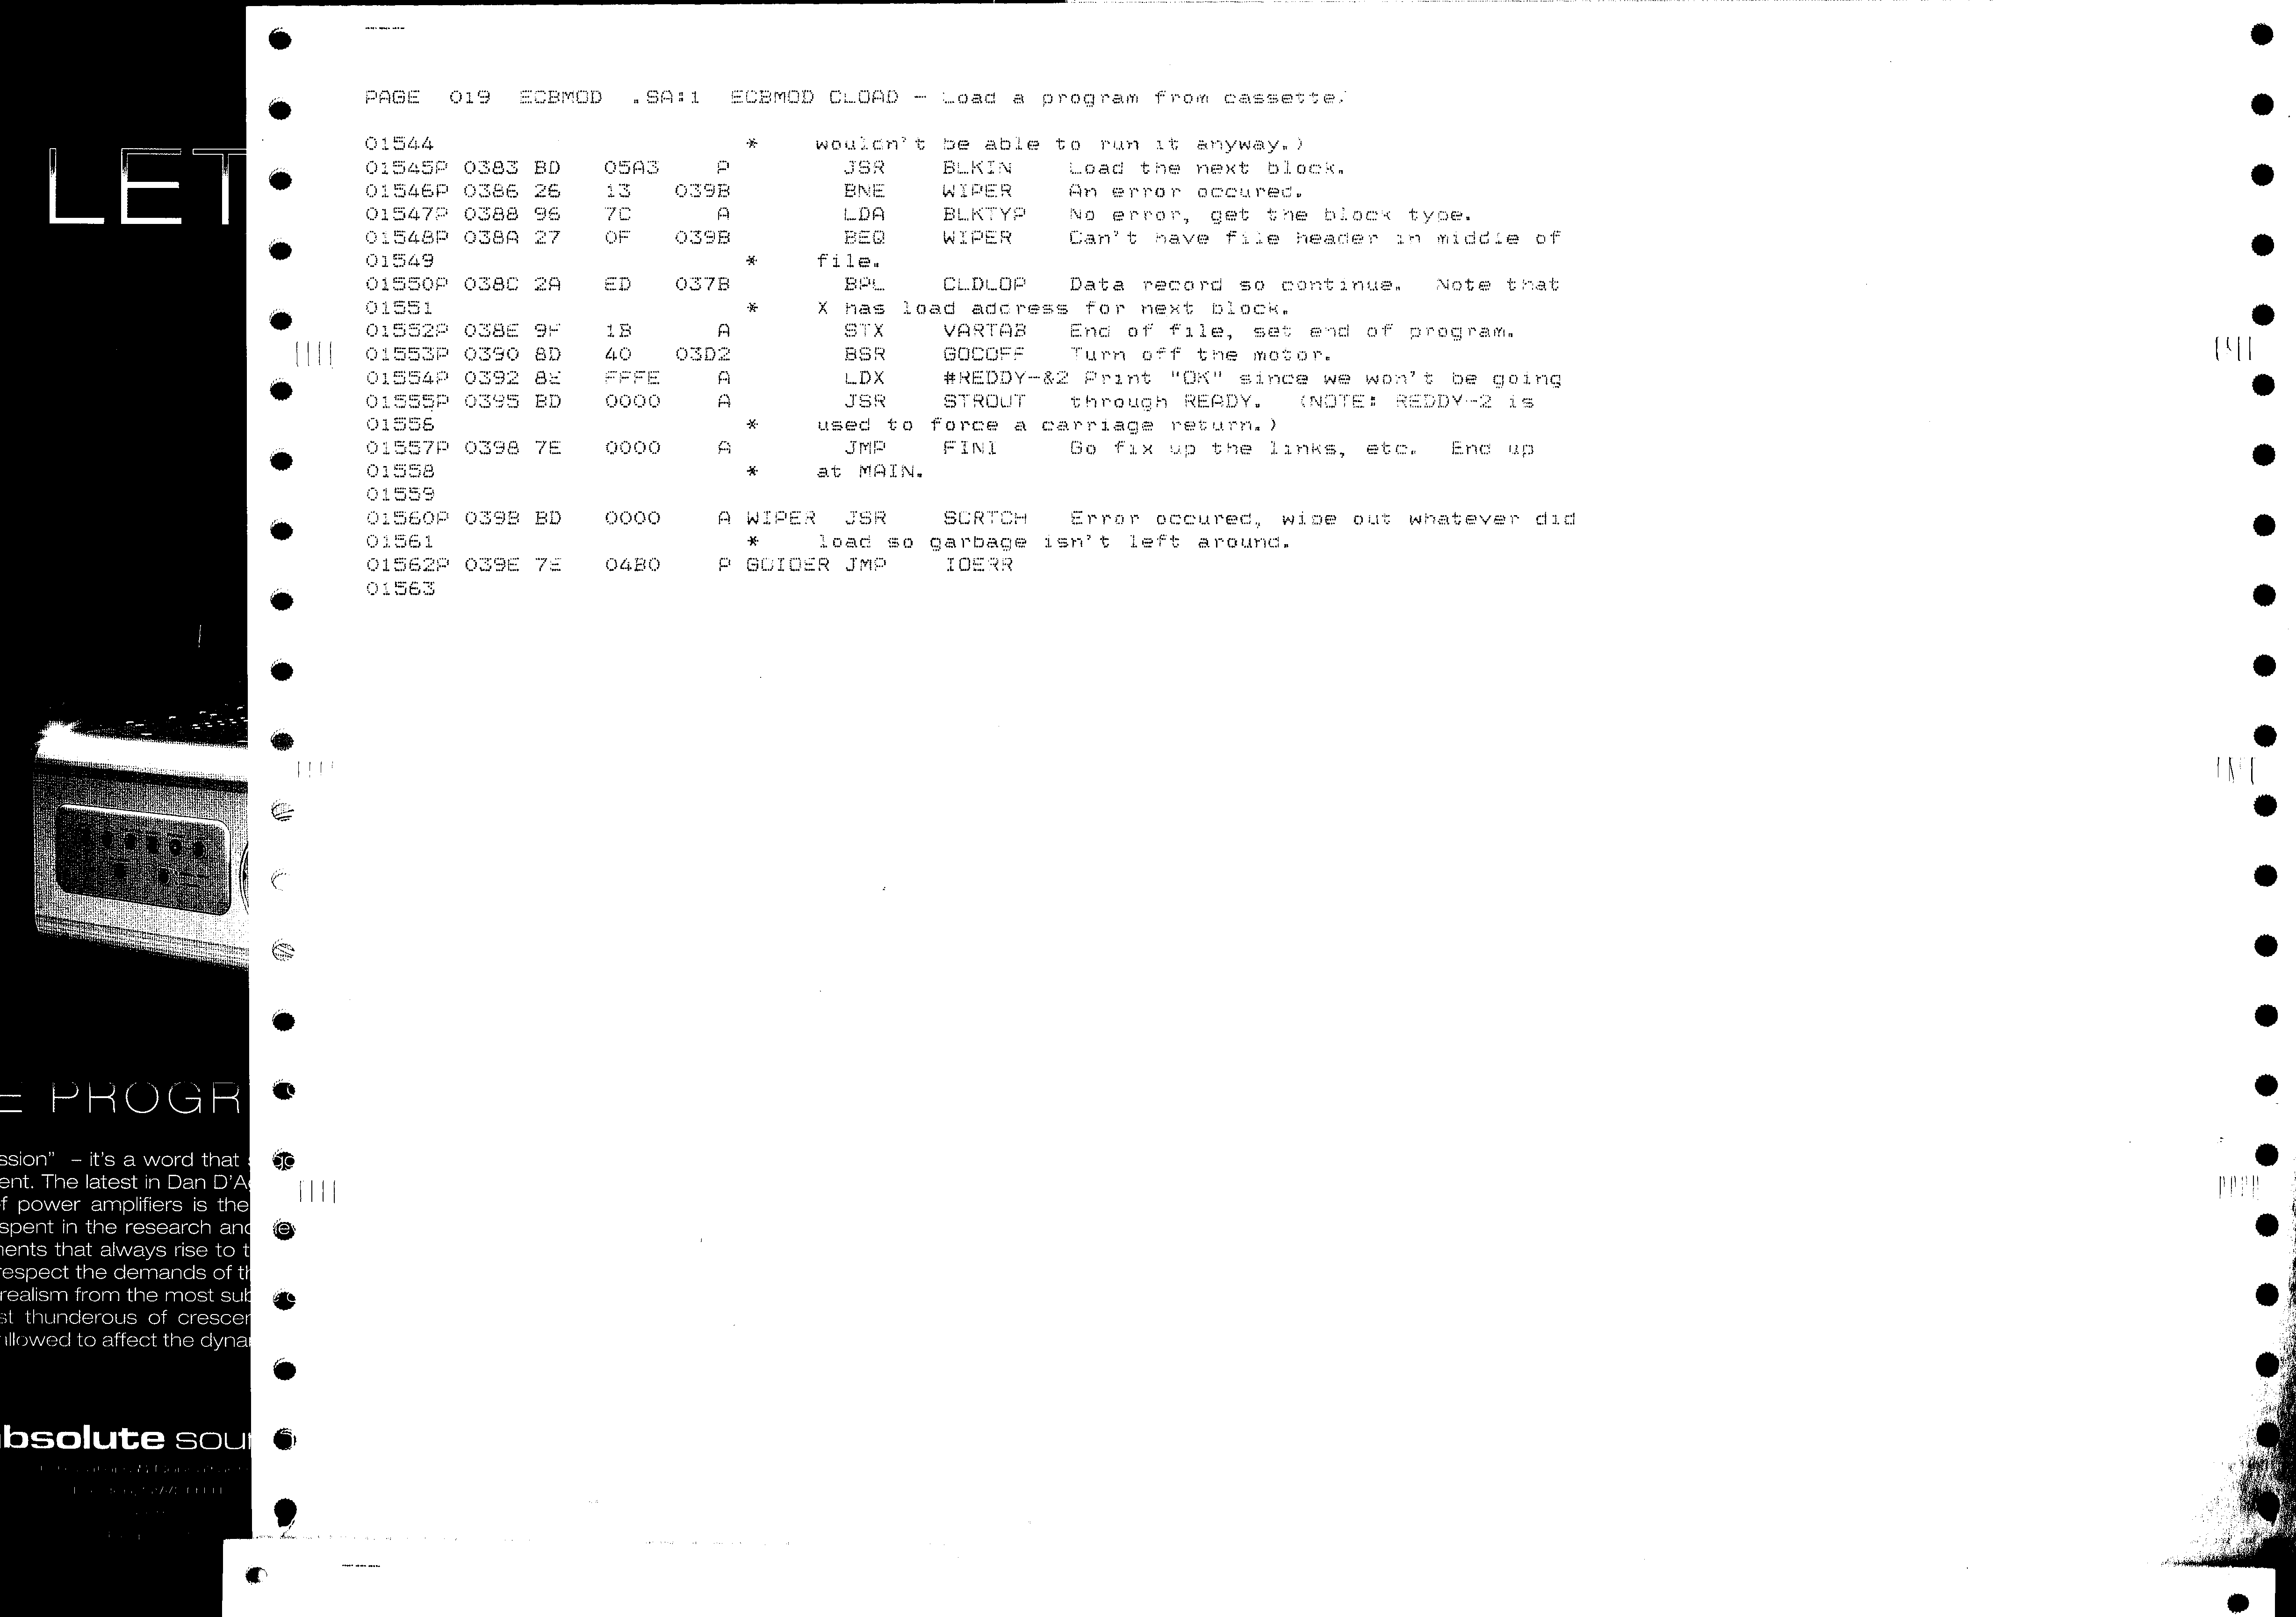 PAGE  019  ECBMOD  .SA:1  ECBMOD CLOAD - Load a program from cassette.
01544                      *    wouldn't be able to run it anyway.)
01545P 0383 BD   05A3    P        JSR    BLKIN    Load the next block.
01546P 0386 26   13   039B        BNE    WIPER    An error occured.
01547P 0388 96   7C      A        LDA    BLKTYP   No error, get the block type.
01548P 038A 27   0F   039B        BEQ    WIPER    Can't have file header in middle of
01549                      *    file.
01550P 038C 2A   ED   037B        BPL    CLDLOP   Data record so continue.  Note that
01551                      *    X has load address for next block.
01552P 038E 9F   1B      A        STX    VARTAB   End of file, set end of program.
01553P 0390 8D   40   03D2        BSR    GOCOFF   Turn off the motor.
01554P 0392 8E   FFFE    A        LDX    #REDDY-&2 Print "OK" since we won't be going
01555P 0395 BD   0000    A        JSR    STROUT   through READY.  (NOTE: REDDY-2 is
01556                      *    used to force a carriage return.)
01557P 0398 7E   0000    A        JMP    FINI     Go fix up the links, etc.  End up
01558                      *    at MAIN.
01559
01560P 039B BD   0000    A WIPER  JSR    SCRTCH   Error occured, wipe out whatever did
01561                      *    load so garbage isn't left around.
01562P 039E 7E   04B0    P GOIOER JMP    IOERR
01563
LET
E PROGR
ssion" – it's a word that
ent. The latest in Dan D'A
f power amplifiers is the
spent in the research and
nents that always rise to t
respect the demands of th
realism from the most sub
st thunderous of crescen
allowed to affect the dynam
absolute soun